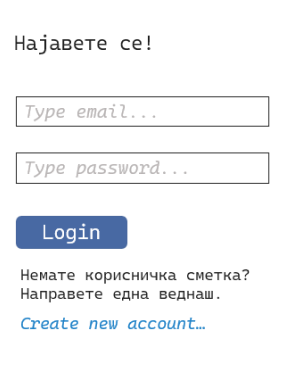 Најавете се!
Type email...
Type password...
Login
Немате корисничка сметка?
Направете една веднаш.
Create new account…